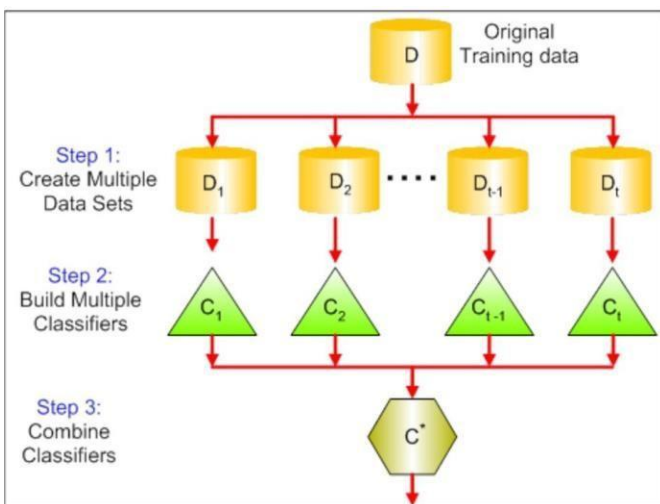 Original
Training data
D
Step 1:
Create Multiple
Data Sets
D1
D2
....
Dt-1
Dt
Step 2:
Build Multiple
Classifiers
C1
C2
Ct -1
Ct
Step 3:
Combine
Classifiers
C*